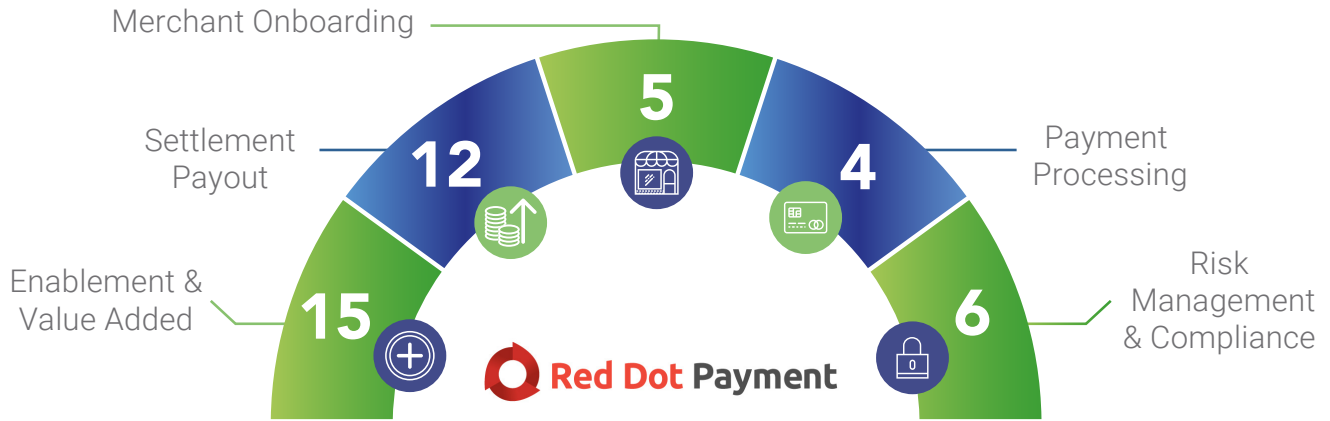 Merchant Onboarding
5
Settlement
Payout
12
4
Payment
Processing
Enablement &
Value Added
15
6
Risk
Management
& Compliance
0
Red Dot Payment